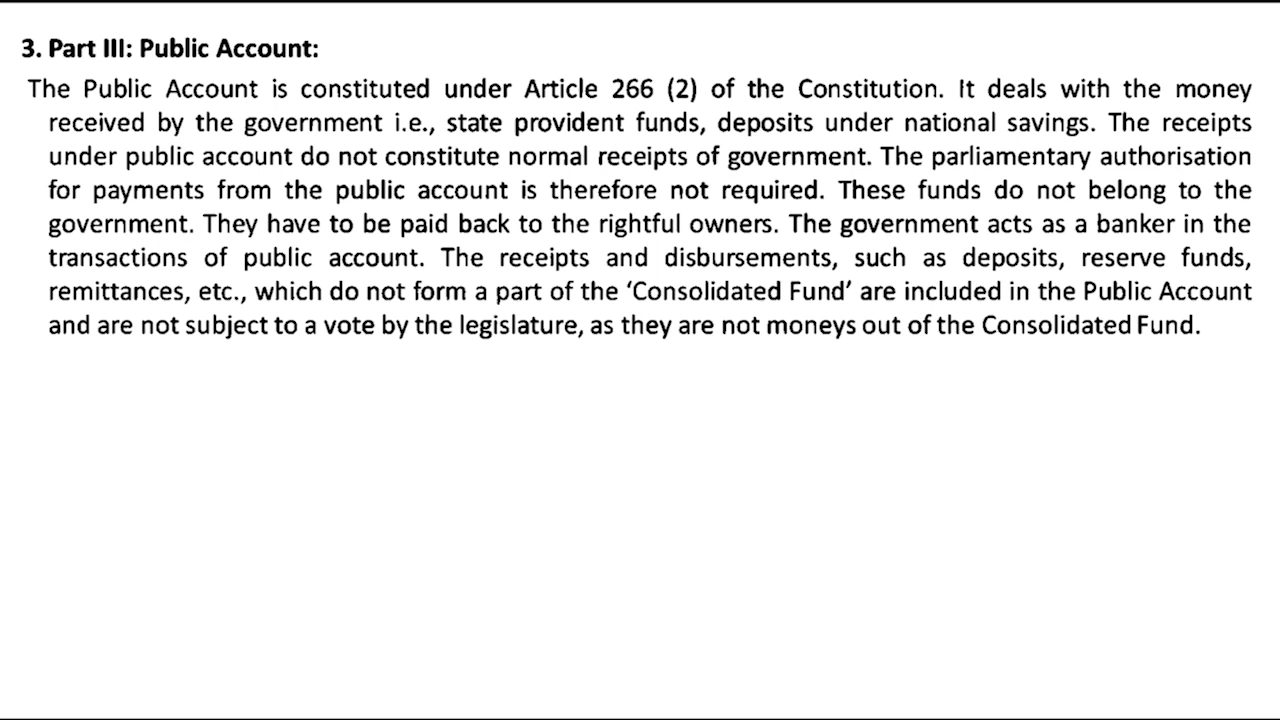 3. Part III: Public Account:
The Public Account is constituted under Article 266 (2) of the Constitution. It deals with the money
received by the government i.e., state provident funds, deposits under national savings. The receipts
under public account do not constitute normal receipts of government. The parliamentary authorisation
for payments from the public account is therefore not required. These funds do not belong to the
government. They have to be paid back to the rightful owners. The government acts as a banker in the
transactions of public account. The receipts and disbursements, such as deposits, reserve funds,
remittances, etc., which do not form a part of the ‘Consolidated Fund’ are included in the Public Account
and are not subject to a vote by the legislature, as they are not moneys out of the Consolidated Fund.